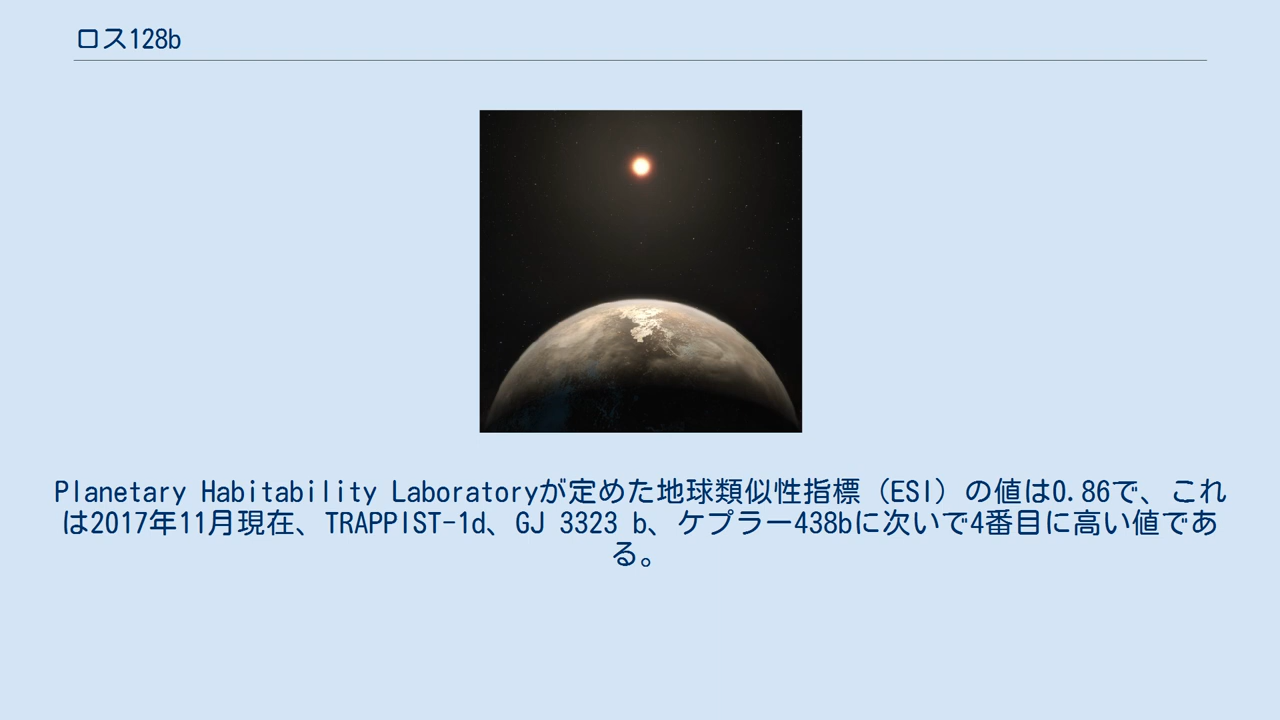 ロス128b
Planetary Habitability Laboratoryが定めた地球類似性指標（ESI）の値は0.86で、これ
は2017年11月現在、TRAPPIST-1d、GJ 3323 b、ケプラー438bに次いで4番目に高い値であ
る。